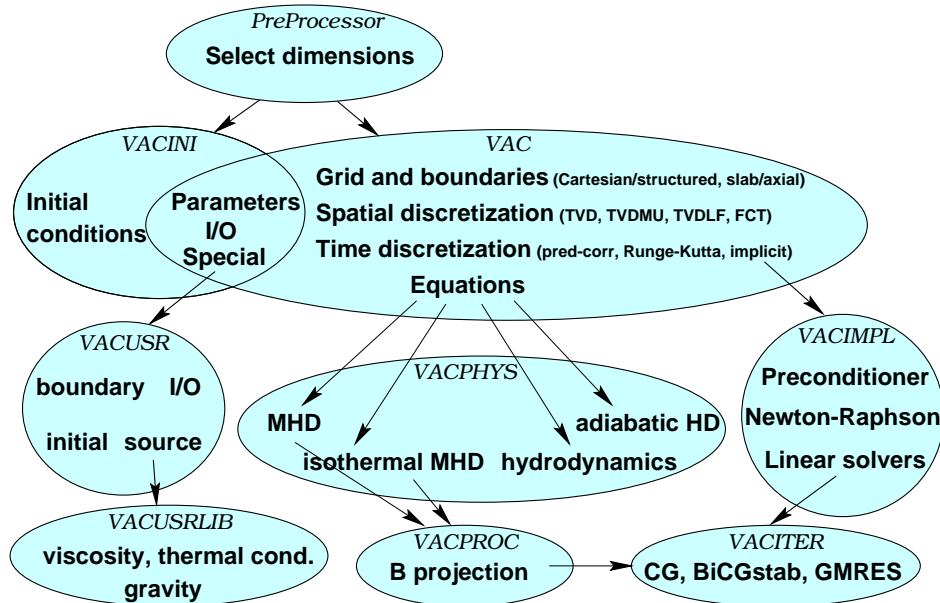 PreProcessor
Select dimensions
VACINI
VAC
Initial
conditions
Parameters
I/O
Special
Grid and boundaries (Cartesian/structured, slab/axial)
Spatial discretization (TVD, TVDMU, TVDLF, FCT)
Time discretization (pred-corr, Runge-Kutta, implicit)
Equations
VACUSR
boundary I/O
initial source
VACPHYS
MHD
adiabatic HD
isothermal MHD hydrodynamics
VACIMPL
Preconditioner
Newton-Raphson
Linear solvers
VACUSRLIB
viscosity, thermal cond.
gravity
VACPROC
B projection
VACITER
CG, BiCGstab, GMRES